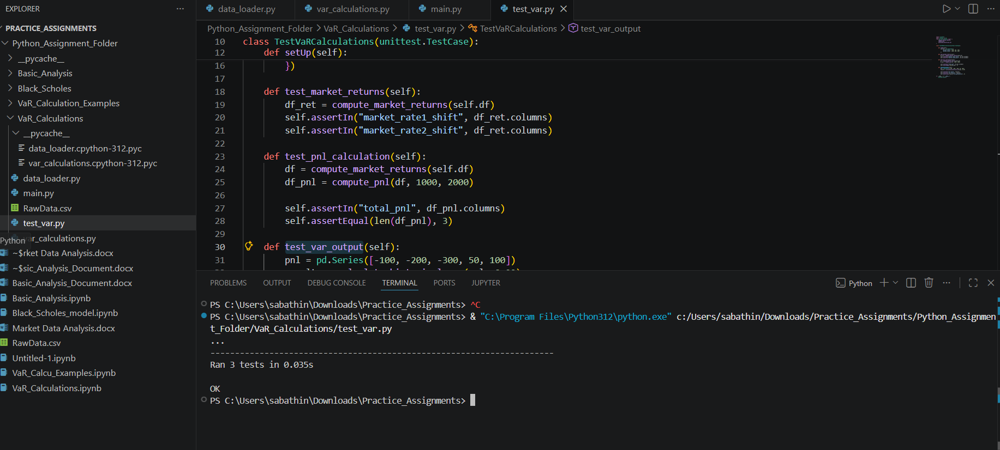 EXPLORER
PRACTICE_ASSIGNMENTS
Python_Assignment_Folder
__pycache__
Basic_Analysis
Black_Scholes
VaR_Calculation_Examples
VaR_Calculations
__pycache__
data_loader.cpython-312.pyc
var_calculations.cpython-312.pyc
data_loader.py
main.py
RawData.csv
test_var.py
Python
ar_calculations.py
~$rket Data Analysis.docx
~$sic_Analysis_Document.docx
Basic_Analysis_Document.docx
Basic_Analysis.ipynb
Black_Scholes_model.ipynb
Market Data Analysis.docx
RawData.csv
Untitled-1.ipynb
VaR_Calcu_Examples.ipynb
VaR_Calculations.ipynb
data_loader.py var_calculations.py main.py test_var.py
Python_Assignment_Folder > VaR_Calculations > test_var.py > TestVaRCalculations > test_var_output
10 class TestVaRCalculations(unittest.TestCase):
12 def setUp(self):
16 })
17
18 def test_market_returns(self):
19 df_ret = compute_market_returns(self.df)
20 self.assertIn("market_rate1_shift", df_ret.columns)
21 self.assertIn("market_rate2_shift", df_ret.columns)
22
23 def test_pnl_calculation(self):
24 df = compute_market_returns(self.df)
25 df_pnl = compute_pnl(df, 1000, 2000)
26
27 self.assertIn("total_pnl", df_pnl.columns)
28 self.assertEqual(len(df_pnl), 3)
29
30 def test_var_output(self):
31 pnl = pd.Series([-100, -200, -300, 50, 100])
PROBLEMS OUTPUT DEBUG CONSOLE TERMINAL PORTS JUPYTER Python
PS C:\Users\sabathin\Downloads\Practice_Assignments> ^C
PS C:\Users\sabathin\Downloads\Practice_Assignments> & "C:\Program Files\Python312\python.exe" c:/Users/sabathin/Downloads/Practice_Assignments/Python_Assignmen
t_Folder/VaR_Calculations/test_var.py
...
----------------------------------------------------------------------
Ran 3 tests in 0.035s
OK
PS C:\Users\sabathin\Downloads\Practice_Assignments>